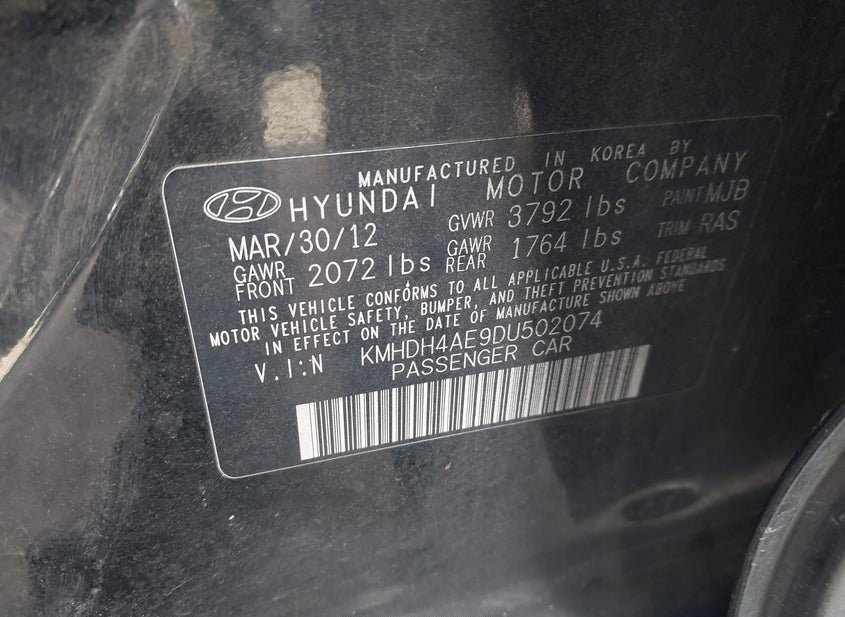 MANUFACTURED IN KOREA BY
HYUNDAI MOTOR COMPANY
MAR/30/12 GVWR 3792 lbs PAINT MJB
GAWR FRONT 2072 lbs GAWR REAR 1764 lbs TRIM RAS
THIS VEHICLE CONFORMS TO ALL APPLICABLE U.S.A. FEDERAL
MOTOR VEHICLE SAFETY, BUMPER, AND THEFT PREVENTION STANDARDS
IN EFFECT ON THE DATE OF MANUFACTURE SHOWN ABOVE
V.I:N KMHDH4AE9DU502074
PASSENGER CAR